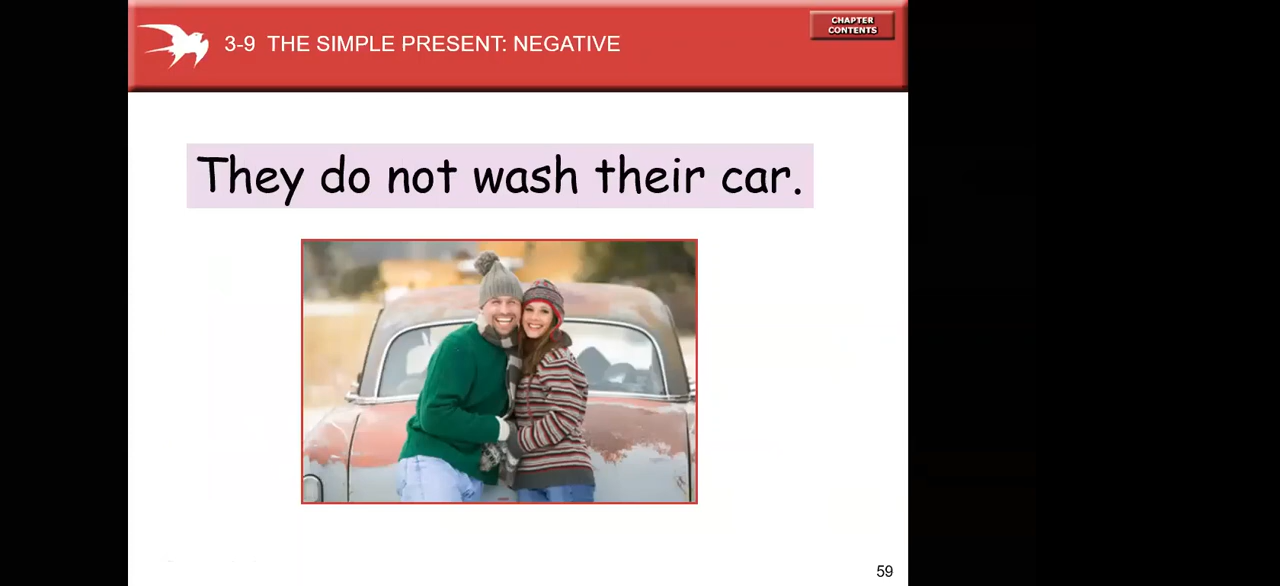 CHAPTER
CONTENTS
3-9 THE SIMPLE PRESENT: NEGATIVE
They do not wash their car.
59